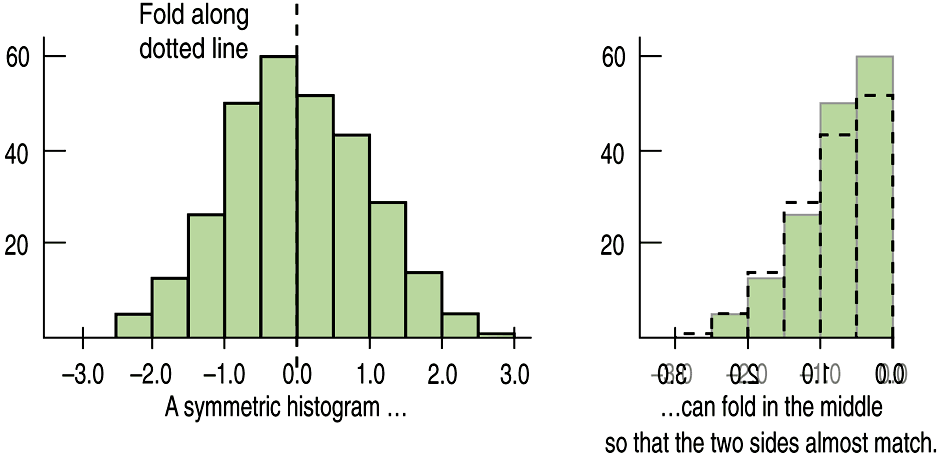 Fold along
dotted line
60
40
20
–3.0 –2.0 –1.0 0.0 1.0 2.0 3.0
A symmetric histogram …
60
40
20
…can fold in the middle
so that the two sides almost match.